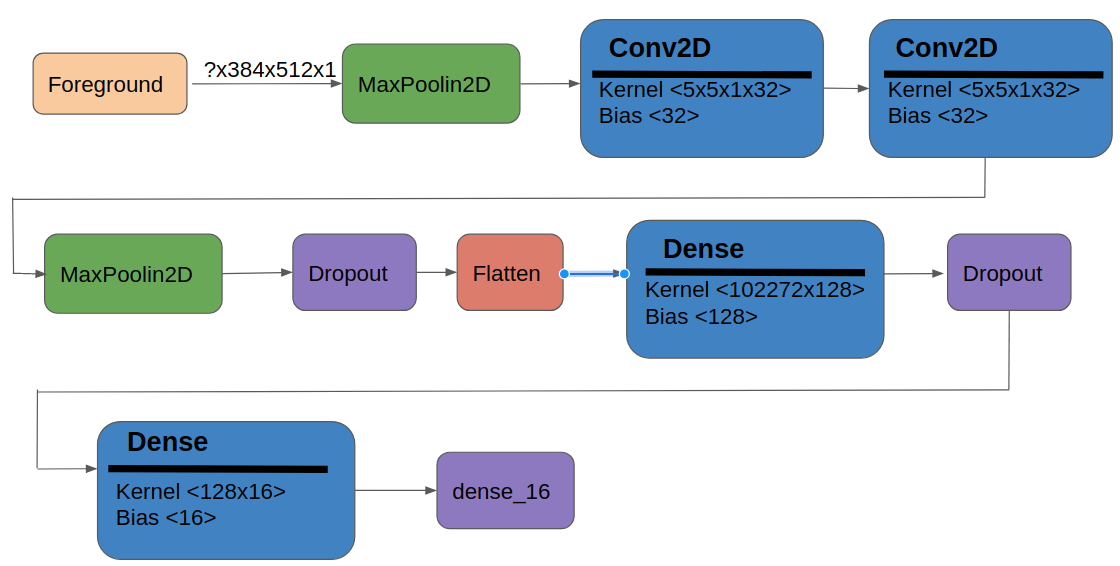 Foreground
?x384x512x1
MaxPoolin2D
Conv2D
Kernel <5x5x1x32>
Bias <32>
Conv2D
Kernel <5x5x1x32>
Bias <32>
MaxPoolin2D
Dropout
Flatten
Dense
Kernel <102272x128>
Bias <128>
Dropout
Dense
Kernel <128x16>
Bias <16>
dense_16